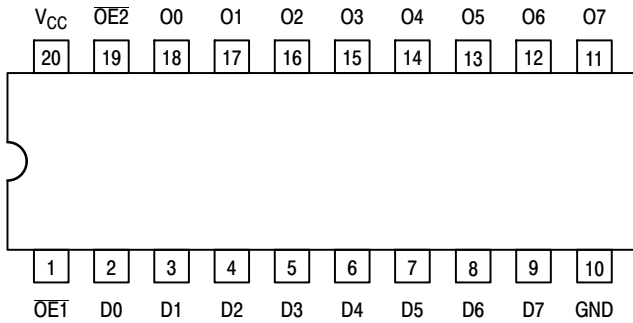 VCC OE2 O0 O1 O2 O3 O4 O5 O6 O7
20 19 18 17 16 15 14 13 12 11
1 2 3 4 5 6 7 8 9 10
OE1 D0 D1 D2 D3 D4 D5 D6 D7 GND